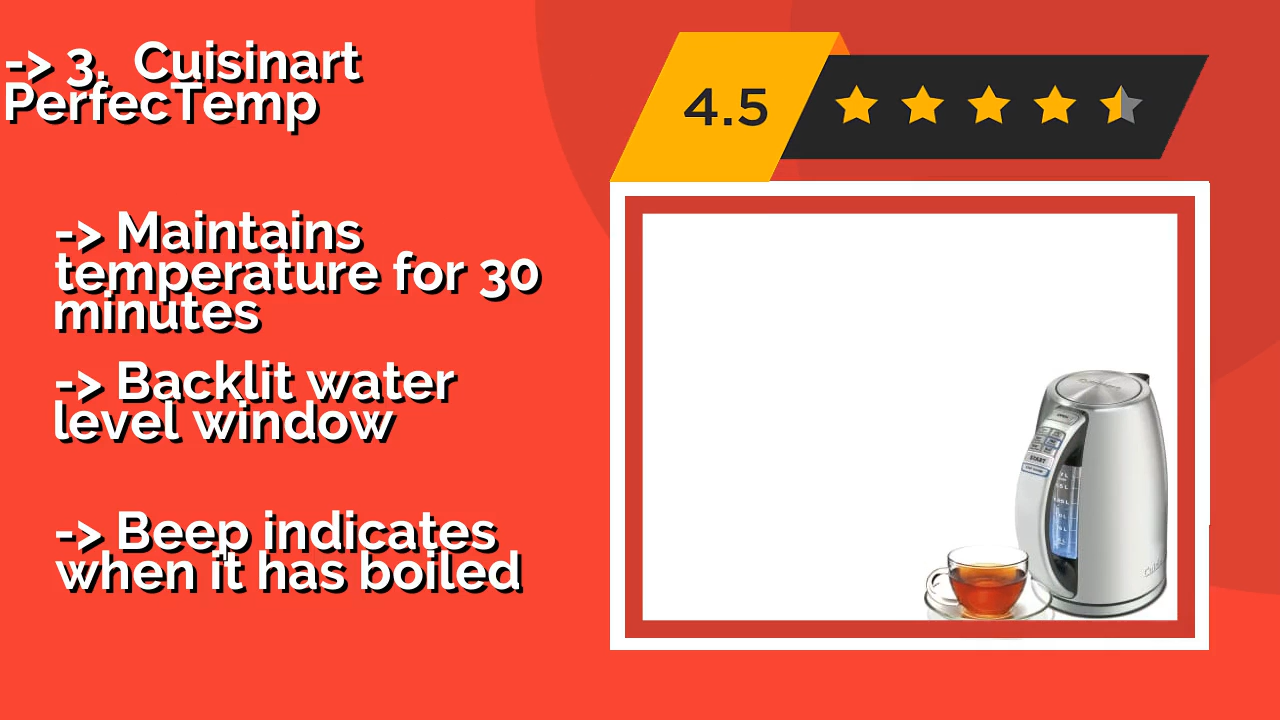 -> 3.  Cuisinart
PerfecTemp
4.5
-> Maintains
temperature for 30
minutes
-> Backlit water
level window
-> Beep indicates
when it has boiled
START